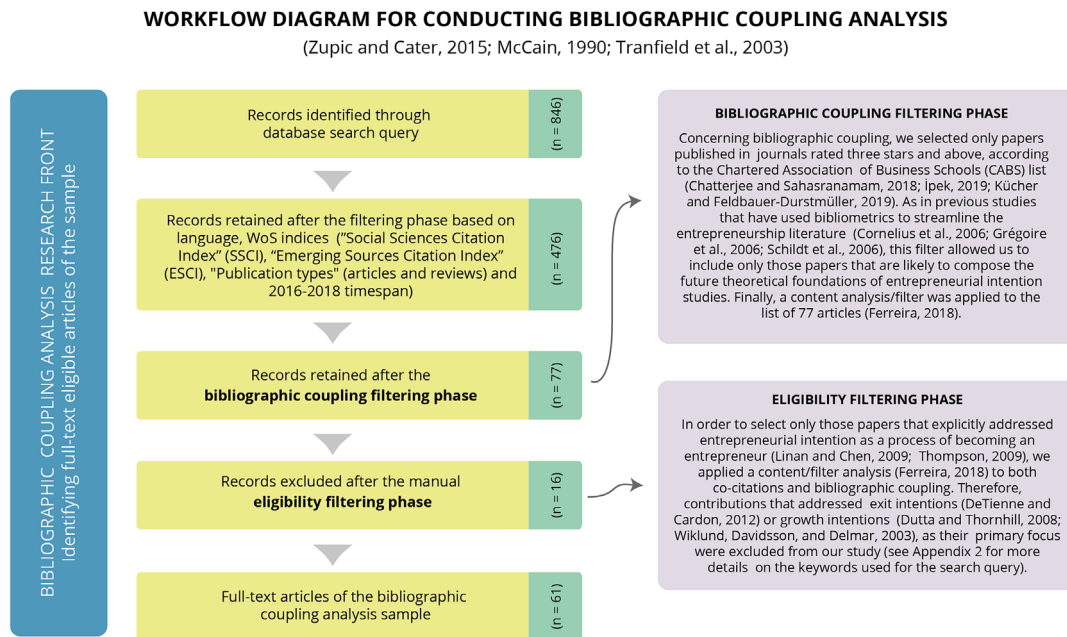 WORKFLOW DIAGRAM FOR CONDUCTING BIBLIOGRAPHIC COUPLING ANALYSIS
(Zupic and Cater, 2015; McCain, 1990; Tranfield et al., 2003)
BIBLIOGRAPHIC COUPLING ANALYSIS RESEARCH FRONT
Identifying full-text eligible articles of the sample
Records identified through
database search query
(n = 846)
Records retained after the filtering phase based on
language, WoS indices ("Social Sciences Citation
Index" (SSCI), "Emerging Sources Citation Index"
(ESCI), "Publication types" (articles and reviews) and
2016-2018 timespan)
(n = 476)
Records retained after the
bibliographic coupling filtering phase
(n = 77)
Records excluded after the manual
eligibility filtering phase
(n = 16)
Full-text articles of the bibliographic
coupling analysis sample
(n = 61)
BIBLIOGRAPHIC COUPLING FILTERING PHASE
Concerning bibliographic coupling, we selected only papers
published in journals rated three stars and above, according
to the Chartered Association of Business Schools (CABS) list
(Chatterjee and Sahasranamam, 2018; İpek, 2019; Kücher
and Feldbauer-Durstmüller, 2019). As in previous studies
that have used bibliometrics to streamline the
entrepreneurship literature (Cornelius et al., 2006; Grégoire
et al., 2006; Schildt et al., 2006), this filter allowed us to
include only those papers that are likely to compose the
future theoretical foundations of entrepreneurial intention
studies. Finally, a content analysis/filter was applied to the
list of 77 articles (Ferreira, 2018).
ELIGIBILITY FILTERING PHASE
In order to select only those papers that explicitly addressed
entrepreneurial intention as a process of becoming an
entrepreneur (Linan and Chen, 2009; Thompson, 2009), we
applied a content/filter analysis (Ferreira, 2018) to both
co-citations and bibliographic coupling. Therefore,
contributions that addressed exit intentions (DeTienne and
Cardon, 2012) or growth intentions (Dutta and Thornhill, 2008;
Wiklund, Davidsson, and Delmar, 2003), as their primary focus
were excluded from our study (see Appendix 2 for more
details on the keywords used for the search query).